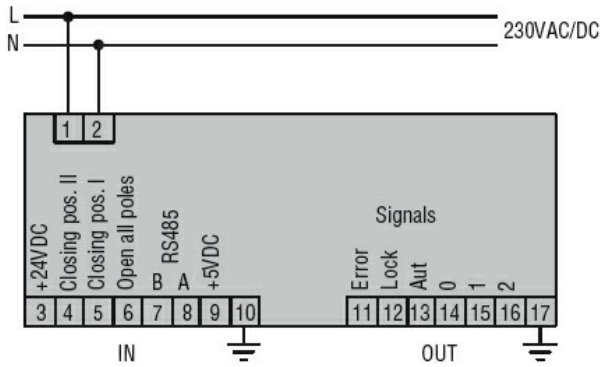 L
N
230VAC/DC
1 2
+24VDC
Closing pos. II
Closing pos. I
Open all poles
B
RS485
A
+5VDC
Signals
Error
Lock
Aut
0
1
2
3 4 5 6 7 8 9 10
11 12 13 14 15 16 17
IN
OUT